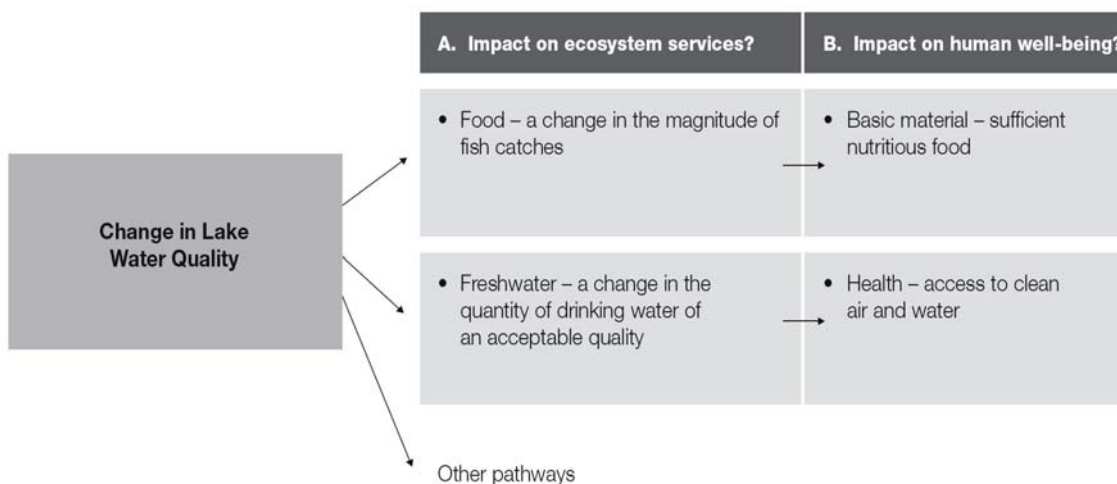 A. Impact on ecosystem services?
B. Impact on human well-being?
• Food – a change in the magnitude of
fish catches
• Basic material – sufficient
nutritious food
Change in Lake
Water Quality
• Freshwater – a change in the
quantity of drinking water of
an acceptable quality
• Health – access to clean
air and water
Other pathways